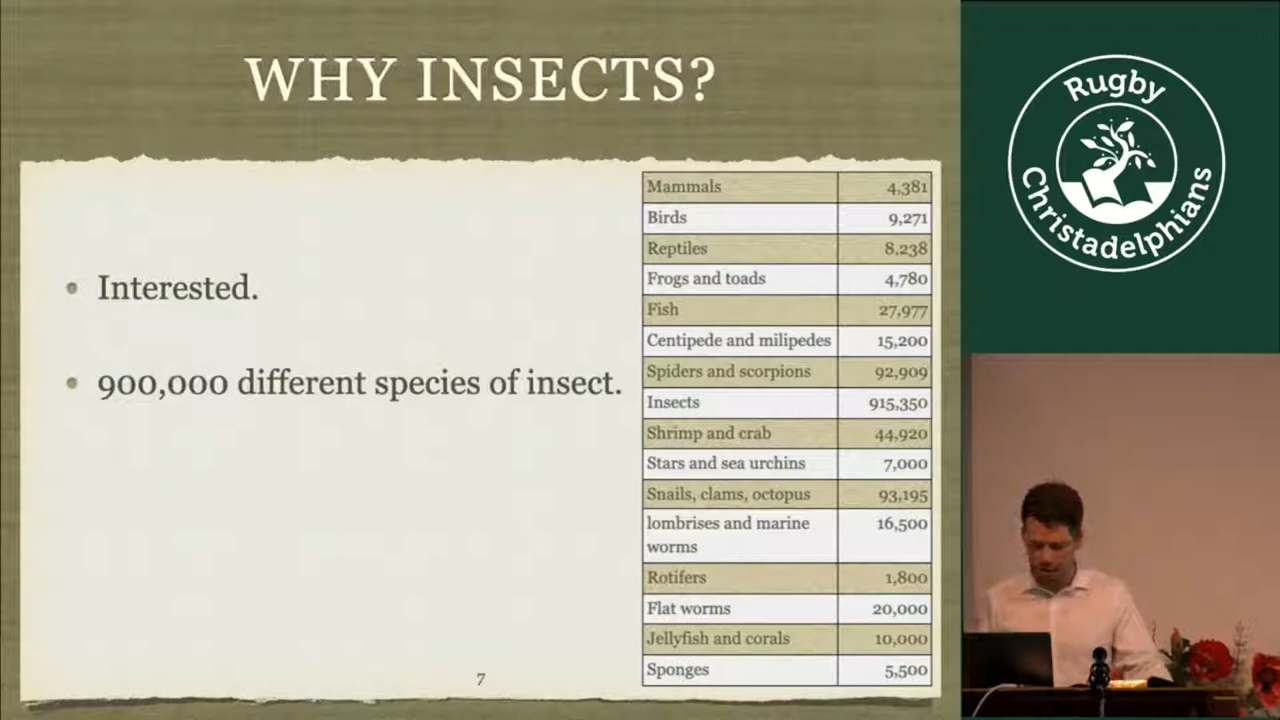 WHY INSECTS?
• Interested.
• 900,000 different species of insect.
Mammals 4,381
Birds 9,271
Reptiles 8,238
Frogs and toads 4,780
Fish 27,977
Centipede and milipedes 15,200
Spiders and scorpions 92,909
Insects 915,350
Shrimp and crab 44,920
Stars and sea urchins 7,000
Snails, clams, octopus 93,195
lombrises and marine 16,500
worms
Rotifers 1,800
Flat worms 20,000
Jellyfish and corals 10,000
Sponges 5,500
7
Rugby
Christadelphians